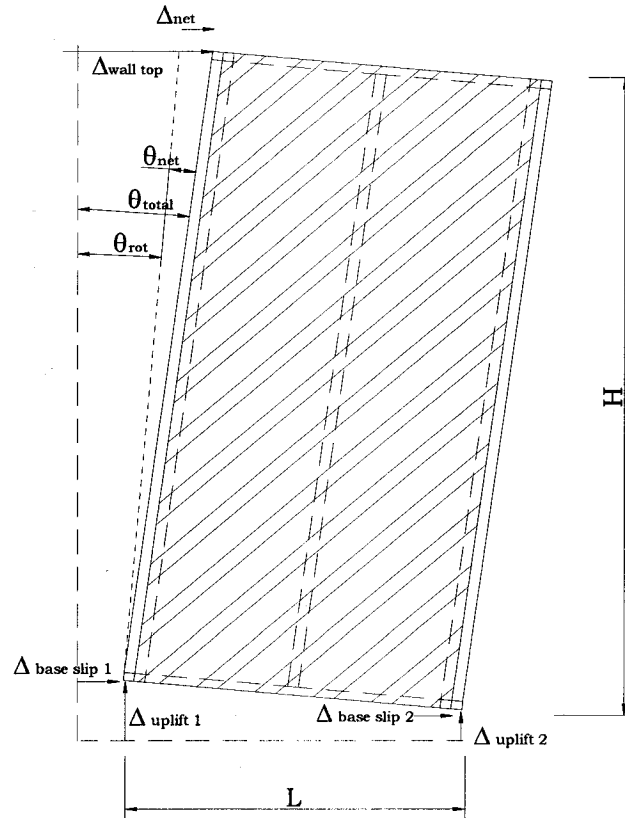 Δnet
Δwall top
θnet
θtotal
θrot
H
Δ base slip 1
Δ uplift 1
Δ base slip 2
Δ uplift 2
L